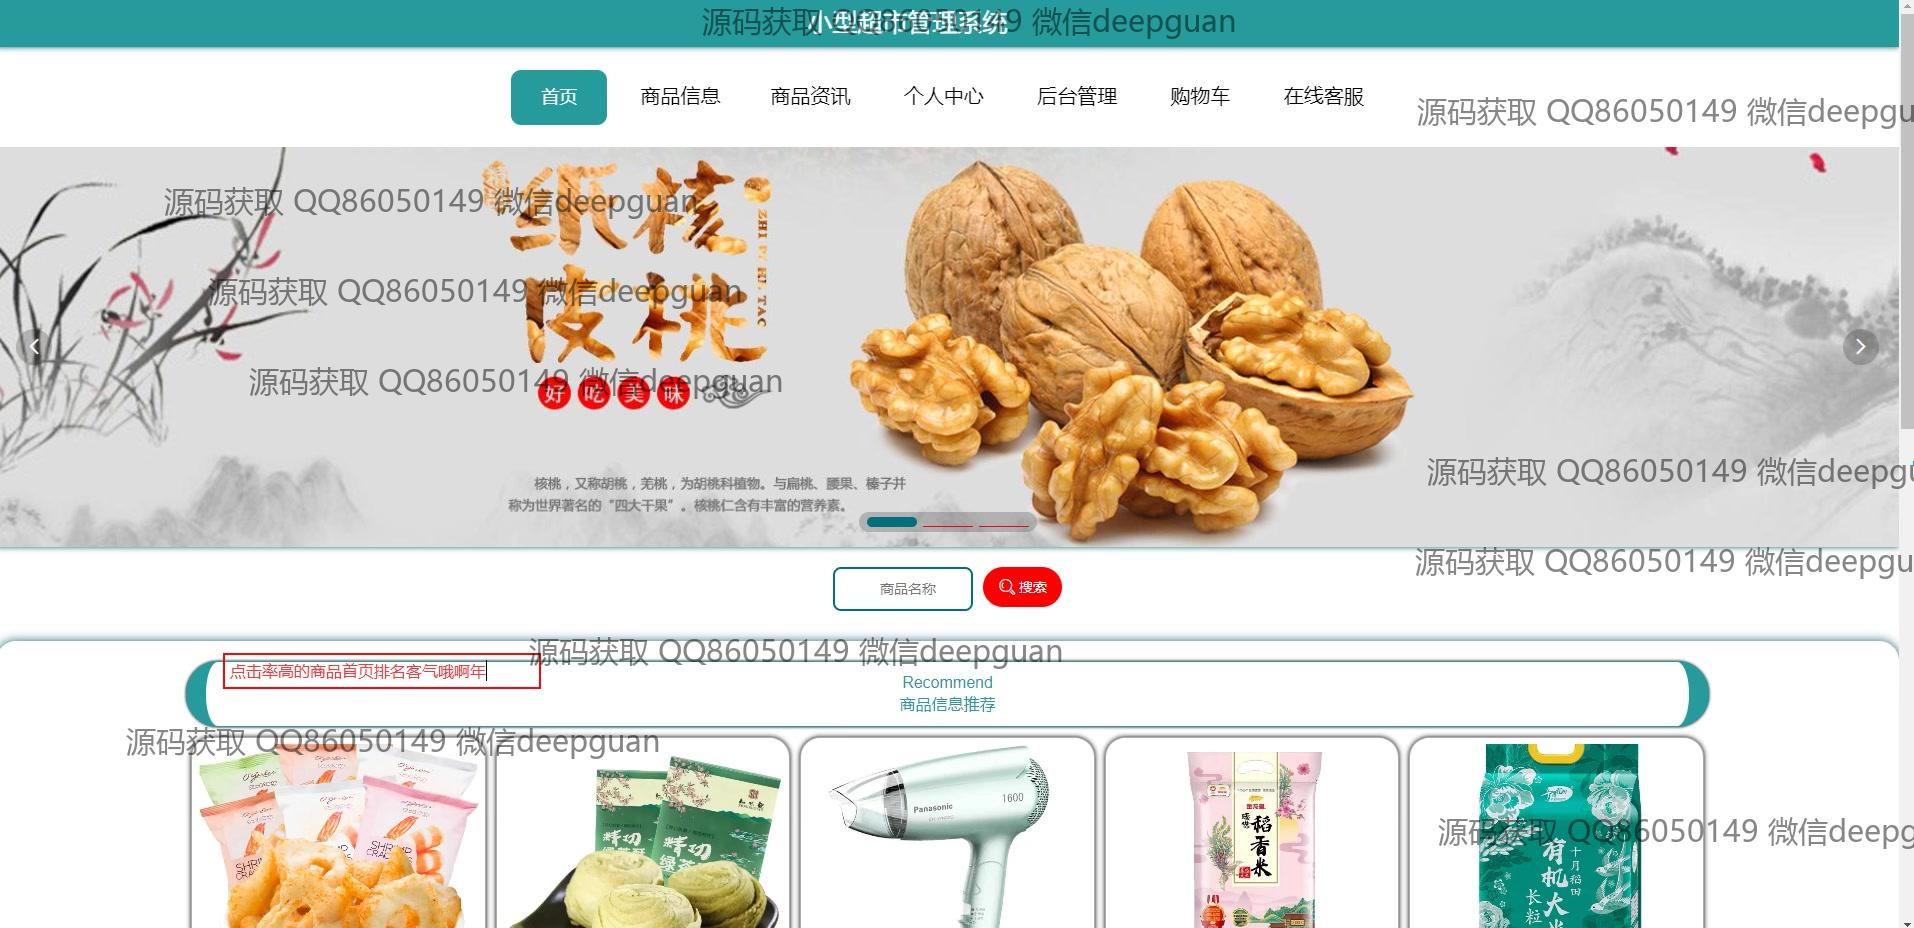 小型超市管理系统
源码获取 QQ86050149 微信deepguan
首页
商品信息
商品资讯
个人中心
后台管理
购物车
在线客服
源码获取 QQ86050149 微信deepgu
纸核
皮桃
源码获取 QQ86050149 微信deepguan
源码获取 QQ86050149 微信deepguan
源码获取 QQ86050149 微信deepguan
好 吃 美 味
核桃，又称胡桃，羌桃，为胡桃科植物。与扁桃、腰果、榛子并
称为世界著名的“四大干果”。核桃仁含有丰富的营养素。
源码获取 QQ86050149 微信deepgu
源码获取 QQ86050149 微信deepgu
商品名称
搜索
源码获取 QQ86050149 微信deepguan
点击率高的商品首页排名客气哦啊年
Recommend
商品信息推荐
源码获取 QQ86050149 微信deepguan
Panasonic
1600
稻香米
源码获取 QQ86050149 微信deepg
十月稻田
有机大米
长粒